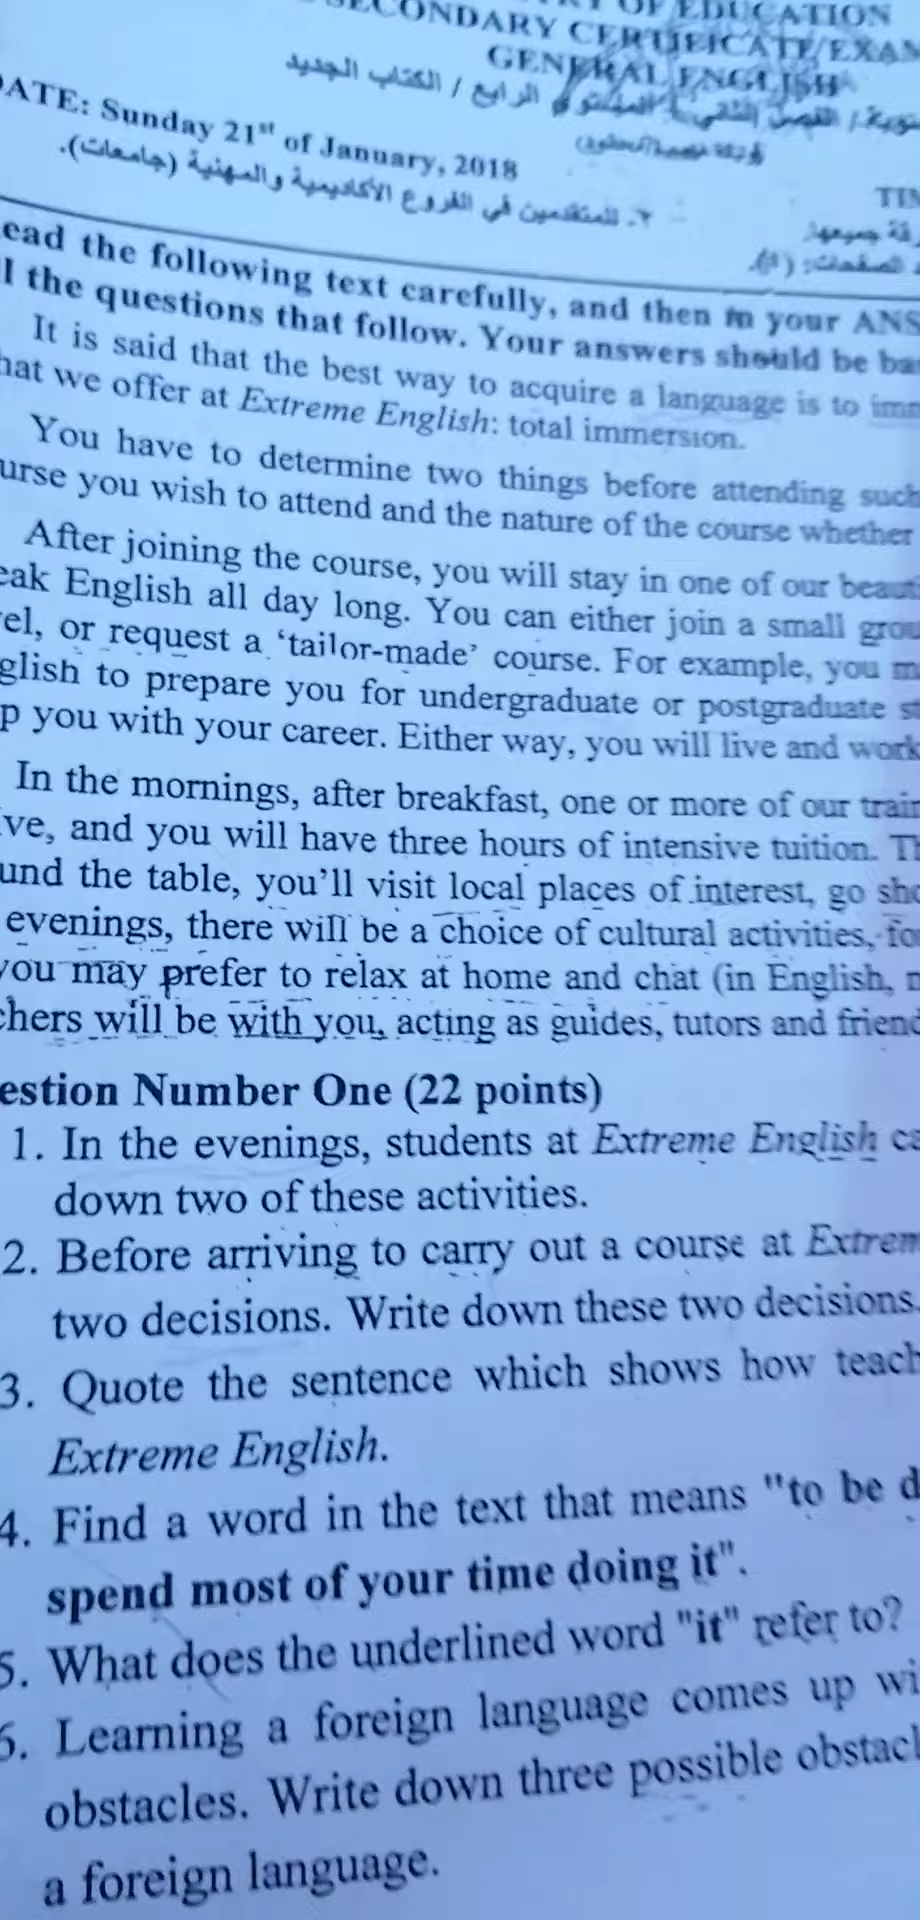 OF EDUCATION
SECONDARY CERTIFICATE/EXAM
GENERAL ENGLISH
الرابع / الكتاب الجديد
DATE: Sunday 21st of January, 2018
٢. للمتقدمين في الفروع الأكاديمية والمهنية (جامعات).
ead the following text carefully, and then in your ANS
l the questions that follow. Your answers should be ba
It is said that the best way to acquire a language is to imm
hat we offer at Extreme English: total immersion.
You have to determine two things before attending such
urse you wish to attend and the nature of the course whether
After joining the course, you will stay in one of our beaut
eak English all day long. You can either join a small grou
el, or request a 'tailor-made' course. For example, you m
glish to prepare you for undergraduate or postgraduate st
p you with your career. Either way, you will live and work
In the mornings, after breakfast, one or more of our train
ve, and you will have three hours of intensive tuition. Th
und the table, you'll visit local places of interest, go sho
evenings, there will be a choice of cultural activities, fo
you may prefer to relax at home and chat (in English, n
chers will be with you, acting as guides, tutors and friend
estion Number One (22 points)
1. In the evenings, students at Extreme English ca
down two of these activities.
2. Before arriving to carry out a course at Extrem
two decisions. Write down these two decisions.
3. Quote the sentence which shows how teach
Extreme English.
4. Find a word in the text that means "to be d
spend most of your time doing it".
5. What does the underlined word "it" refer to?
6. Learning a foreign language comes up wi
obstacles. Write down three possible obstacl
a foreign language.